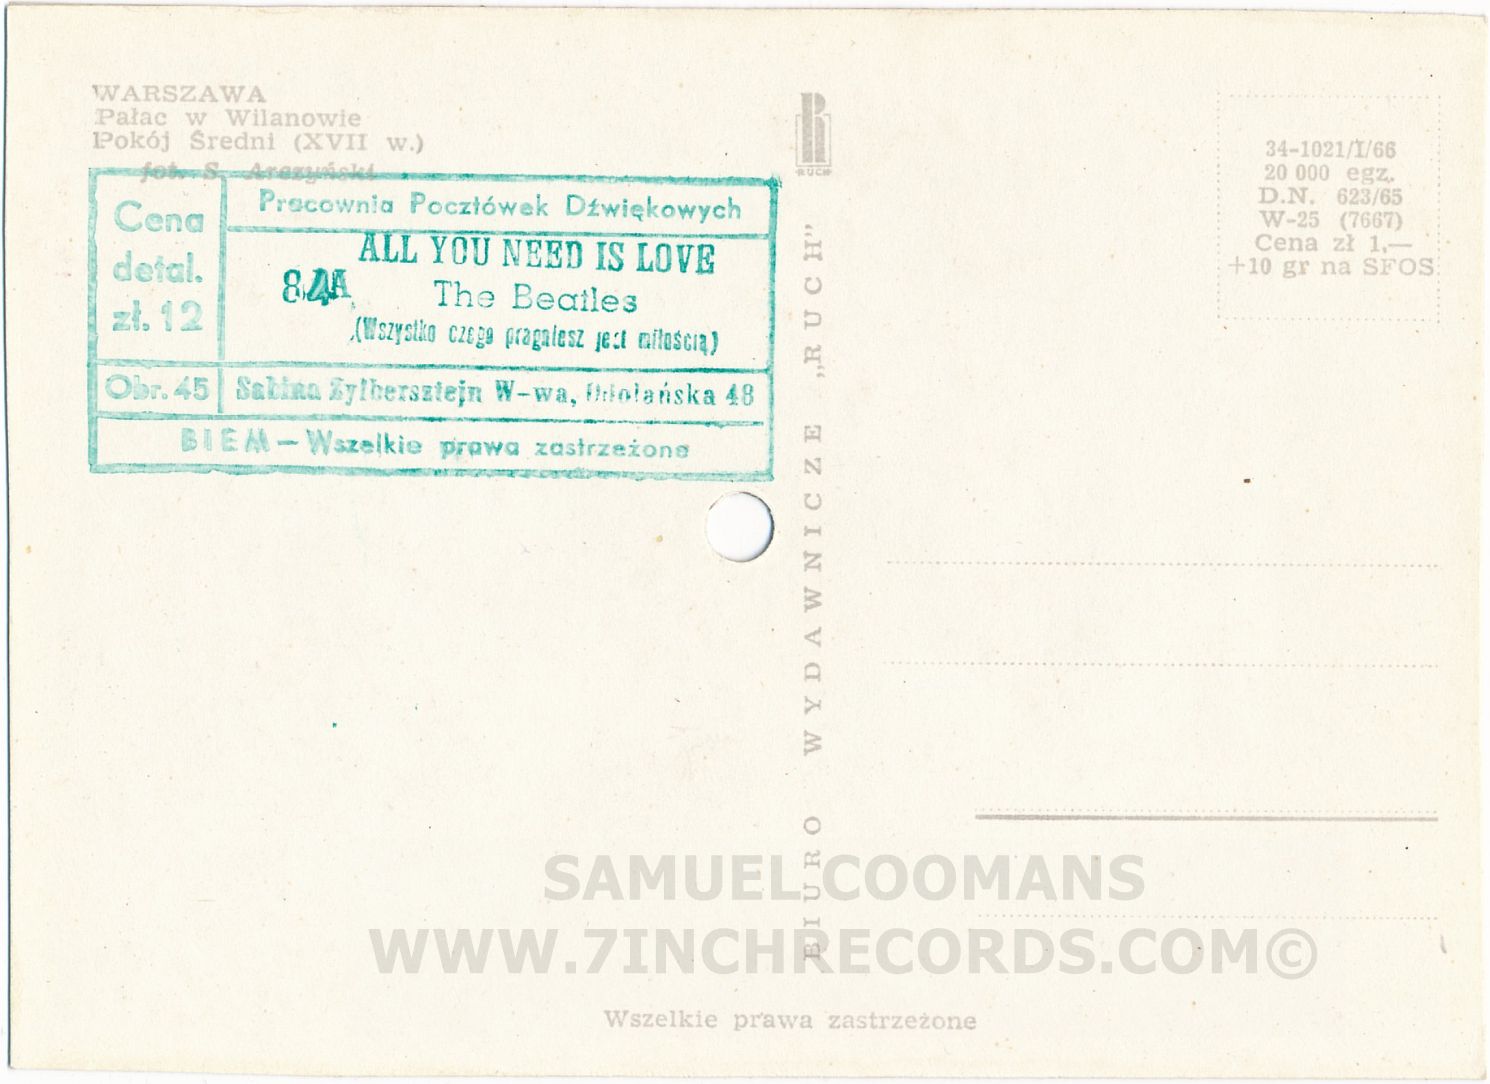 WARSZAWA
Pałac w Wilanowie
Pokój Średni (XVII w.)
fot. S. Arczyński
RUCH
34-1021/I/66
20 000 egz.
D.N. 623/65
W-25 (7667)
Cena zł 1,—
+10 gr na SFOS
Cena
detal.
zł. 12
Pracownia Pocztówek Dźwiękowych
ALL YOU NEED IS LOVE
84A
The Beatles
(Wszystko czego pragniesz jest miłością)
Obr. 45
Sabina Zylbersztejn W-wa, Odolańska 48
BIEM — Wszelkie prawa zastrzeżone
BIURO WYDAWNICZE „RUCH”
SAMUEL COOMANS
WWW.7INCHRECORDS.COM©
Wszelkie prawa zastrzeżone